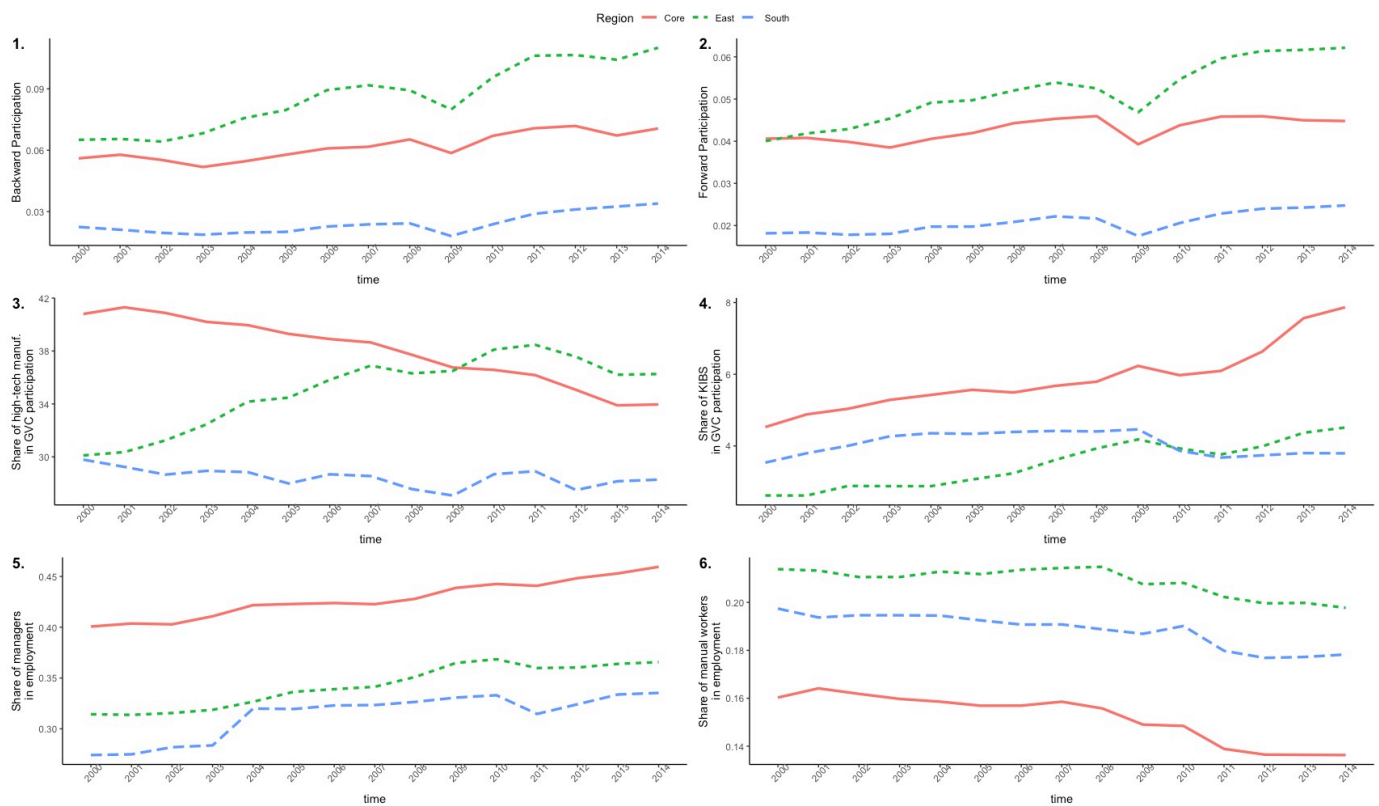 Region Core East South
1.
Backward Participation
0.09
0.06
0.03
2000 2001 2002 2003 2004 2005 2006 2007 2008 2009 2010 2011 2012 2013 2014
time
2.
Forward Participation
0.06
0.05
0.04
0.03
0.02
2000 2001 2002 2003 2004 2005 2006 2007 2008 2009 2010 2011 2012 2013 2014
time
3.
Share of high-tech manuf.
in GVC participation
42
38
34
30
2000 2001 2002 2003 2004 2005 2006 2007 2008 2009 2010 2011 2012 2013 2014
time
4.
Share of KIBS
in GVC participation
8
6
4
2000 2001 2002 2003 2004 2005 2006 2007 2008 2009 2010 2011 2012 2013 2014
time
5.
Share of managers
in employment
0.45
0.40
0.35
0.30
2000 2001 2002 2003 2004 2005 2006 2007 2008 2009 2010 2011 2012 2013 2014
time
6.
Share of manual workers
in employment
0.20
0.18
0.16
0.14
2000 2001 2002 2003 2004 2005 2006 2007 2008 2009 2010 2011 2012 2013 2014
time